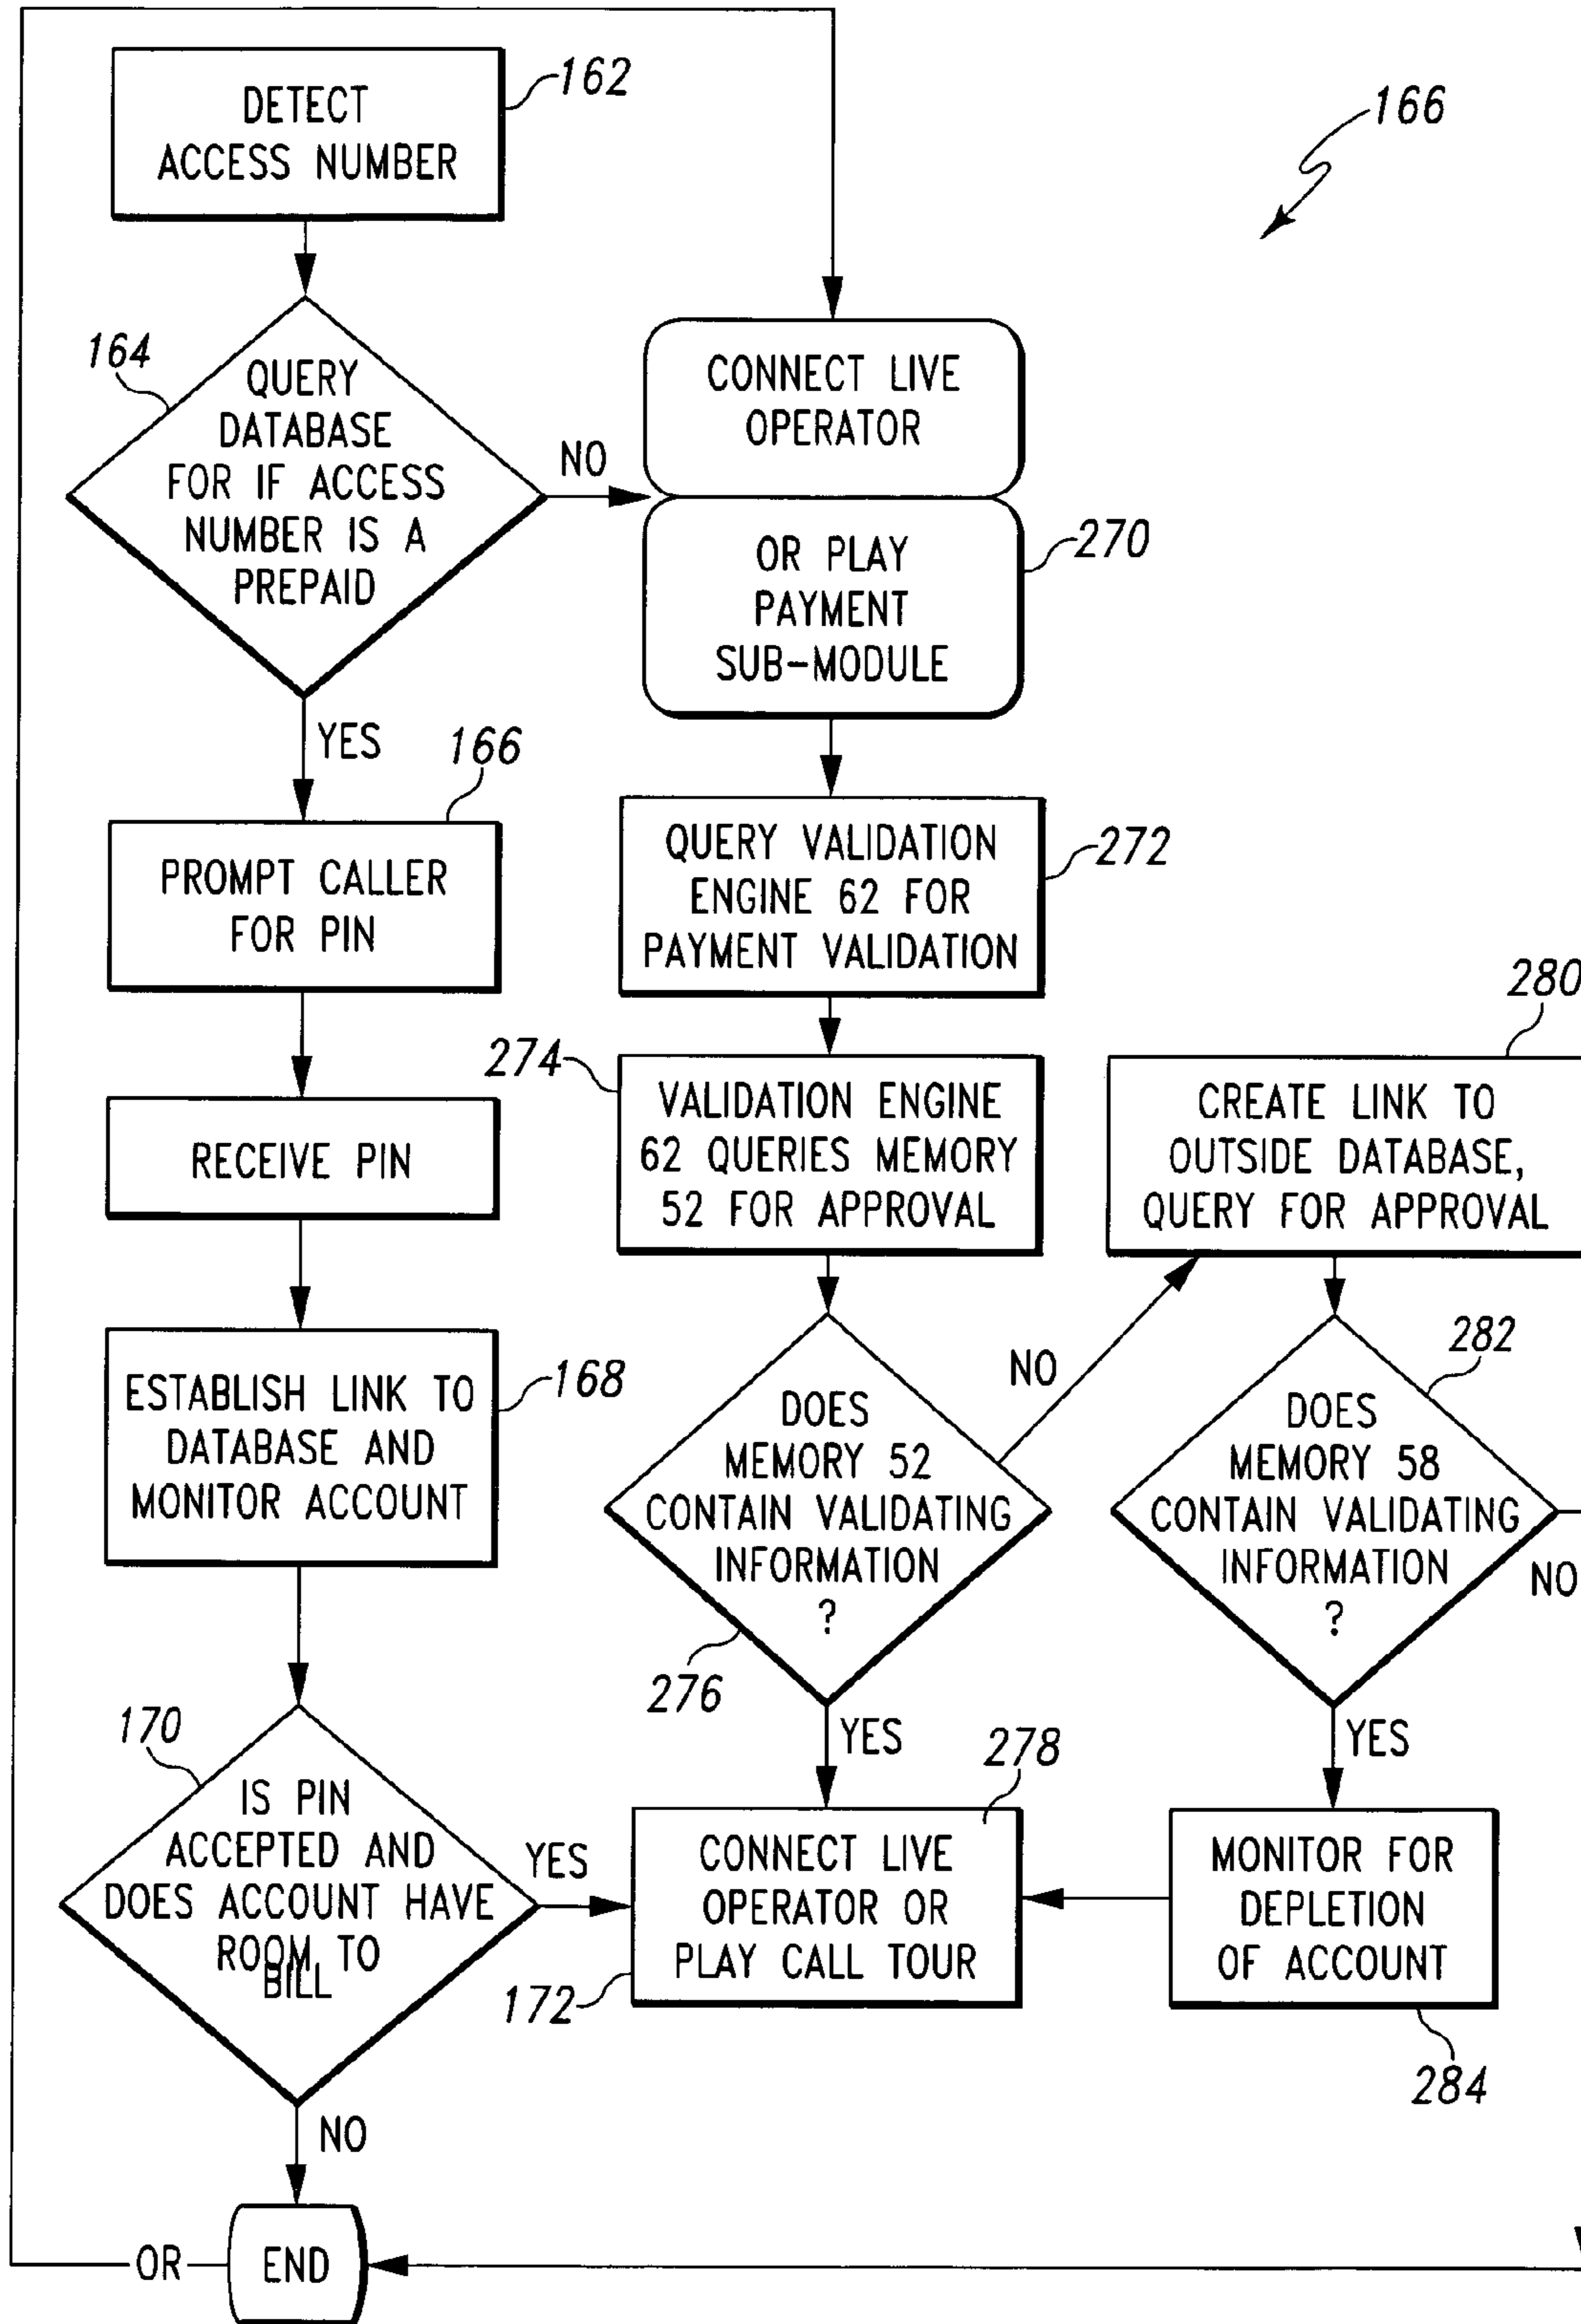 DETECT
ACCESS NUMBER
162
166
164
QUERY
DATABASE
FOR IF ACCESS
NUMBER IS A
PREPAID
NO
CONNECT LIVE
OPERATOR
OR PLAY
PAYMENT
SUB-MODULE
270
YES
166
PROMPT CALLER
FOR PIN
QUERY VALIDATION
ENGINE 62 FOR
PAYMENT VALIDATION
272
RECEIVE PIN
274
VALIDATION ENGINE
62 QUERIES MEMORY
52 FOR APPROVAL
280
CREATE LINK TO
OUTSIDE DATABASE,
QUERY FOR APPROVAL
ESTABLISH LINK TO
DATABASE AND
MONITOR ACCOUNT
168
DOES
MEMORY 52
CONTAIN VALIDATING
INFORMATION
?
276
NO
282
DOES
MEMORY 58
CONTAIN VALIDATING
INFORMATION
?
NO
YES
YES
170
IS PIN
ACCEPTED AND
DOES ACCOUNT HAVE
ROOM TO
BILL
YES
278
CONNECT LIVE
OPERATOR OR
PLAY CALL TOUR
172
MONITOR FOR
DEPLETION
OF ACCOUNT
284
NO
OR
END